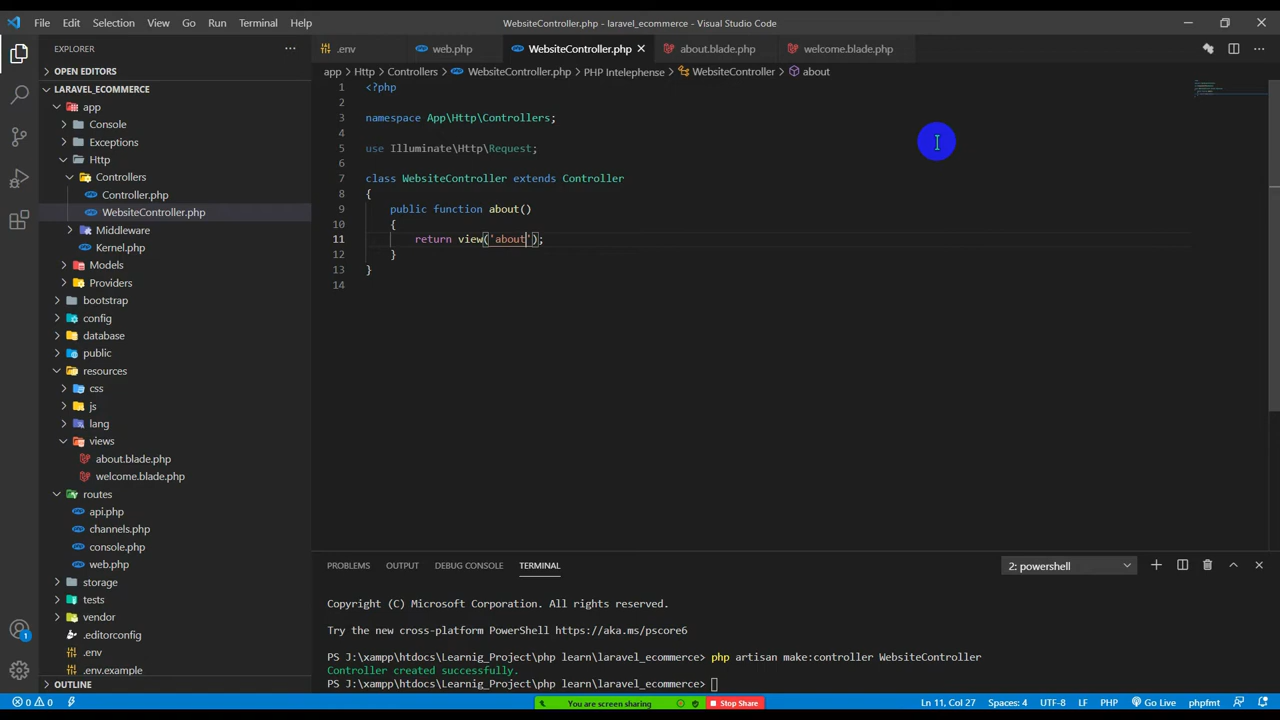 File Edit Selection View Go Run Terminal Help
WebsiteController.php - laravel_ecommerce - Visual Studio Code
EXPLORER
OPEN EDITORS
LARAVEL_ECOMMERCE
app
Console
Exceptions
Http
Controllers
Controller.php
WebsiteController.php
Middleware
Kernel.php
Models
Providers
bootstrap
config
database
public
resources
css
js
lang
views
about.blade.php
welcome.blade.php
routes
api.php
channels.php
console.php
web.php
storage
tests
vendor
.editorconfig
.env
.env.example
OUTLINE
.env web.php WebsiteController.php about.blade.php welcome.blade.php
app > Http > Controllers > WebsiteController.php > PHP Intelephense > WebsiteController > about
1 <?php
2
3 namespace App\Http\Controllers;
4
5 use Illuminate\Http\Request;
6
7 class WebsiteController extends Controller
8 {
9 public function about()
10 {
11 return view('about');
12 }
13 }
14
PROBLEMS OUTPUT DEBUG CONSOLE TERMINAL 2: powershell
Copyright (C) Microsoft Corporation. All rights reserved.
Try the new cross-platform PowerShell https://aka.ms/pscore6
PS J:\xampp\htdocs\Learnig_Project\php learn\laravel_ecommerce> php artisan make:controller WebsiteController
Controller created successfully.
PS J:\xampp\htdocs\Learnig_Project\php learn\laravel_ecommerce>
1
0 0 You are screen sharing Stop Share Ln 11, Col 27 Spaces: 4 UTF-8 LF PHP Go Live phpfmt